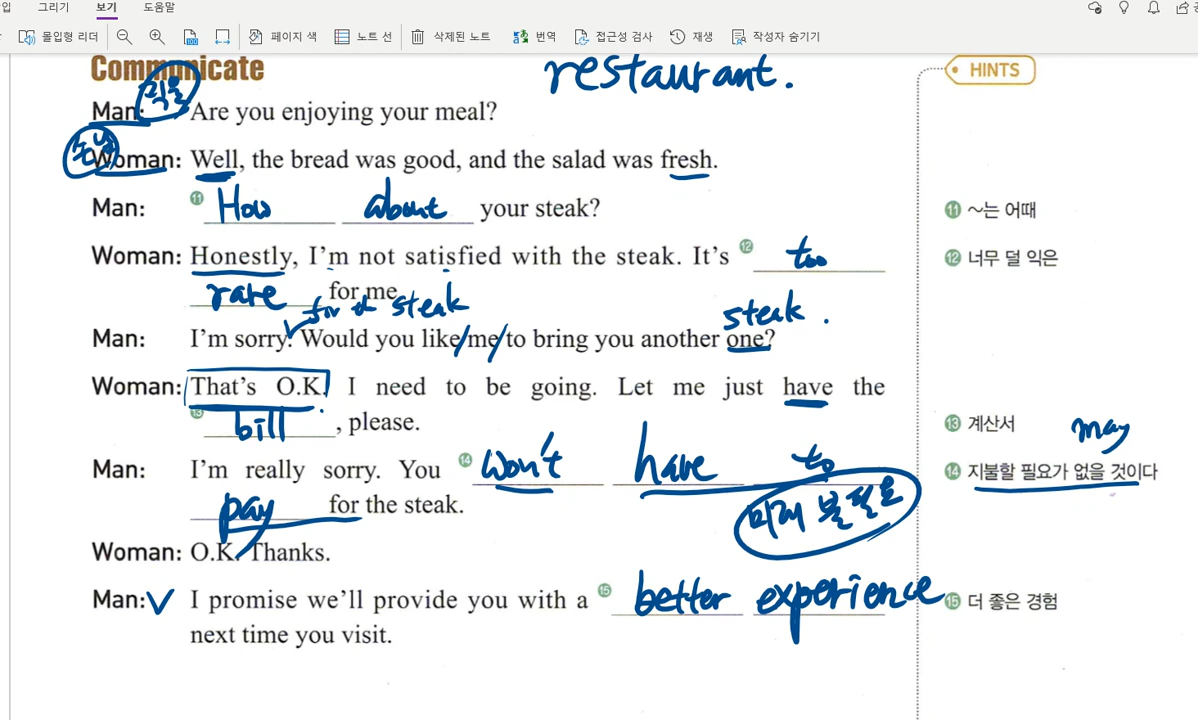 그리기 보기 도움말
몰입형 리더 페이지 색 노트 선 삭제된 노트 번역 접근성 검사 재생 작성자 숨기기
Communicate
restaurant.
HINTS
직원
Man: Are you enjoying your meal?
손님
Woman: Well, the bread was good, and the salad was fresh.
Man: ⑪ How about your steak?
⑪ ~는 어때
Woman: Honestly, I'm not satisfied with the steak. It's ⑫ too
⑫ 너무 덜 익은
rare for me.
for the steak
steak.
Man: I'm sorry. Would you like/me/to bring you another one?
Woman: That's O.K. I need to be going. Let me just have the
⑬ bill, please.
⑬ 계산서
may
Man: I'm really sorry. You ⑭ won't have to
⑭ 지불할 필요가 없을 것이다
pay for the steak.
미래 불필요
Woman: O.K. Thanks.
Man: I promise we'll provide you with a ⑮ better experience
⑮ 더 좋은 경험
next time you visit.